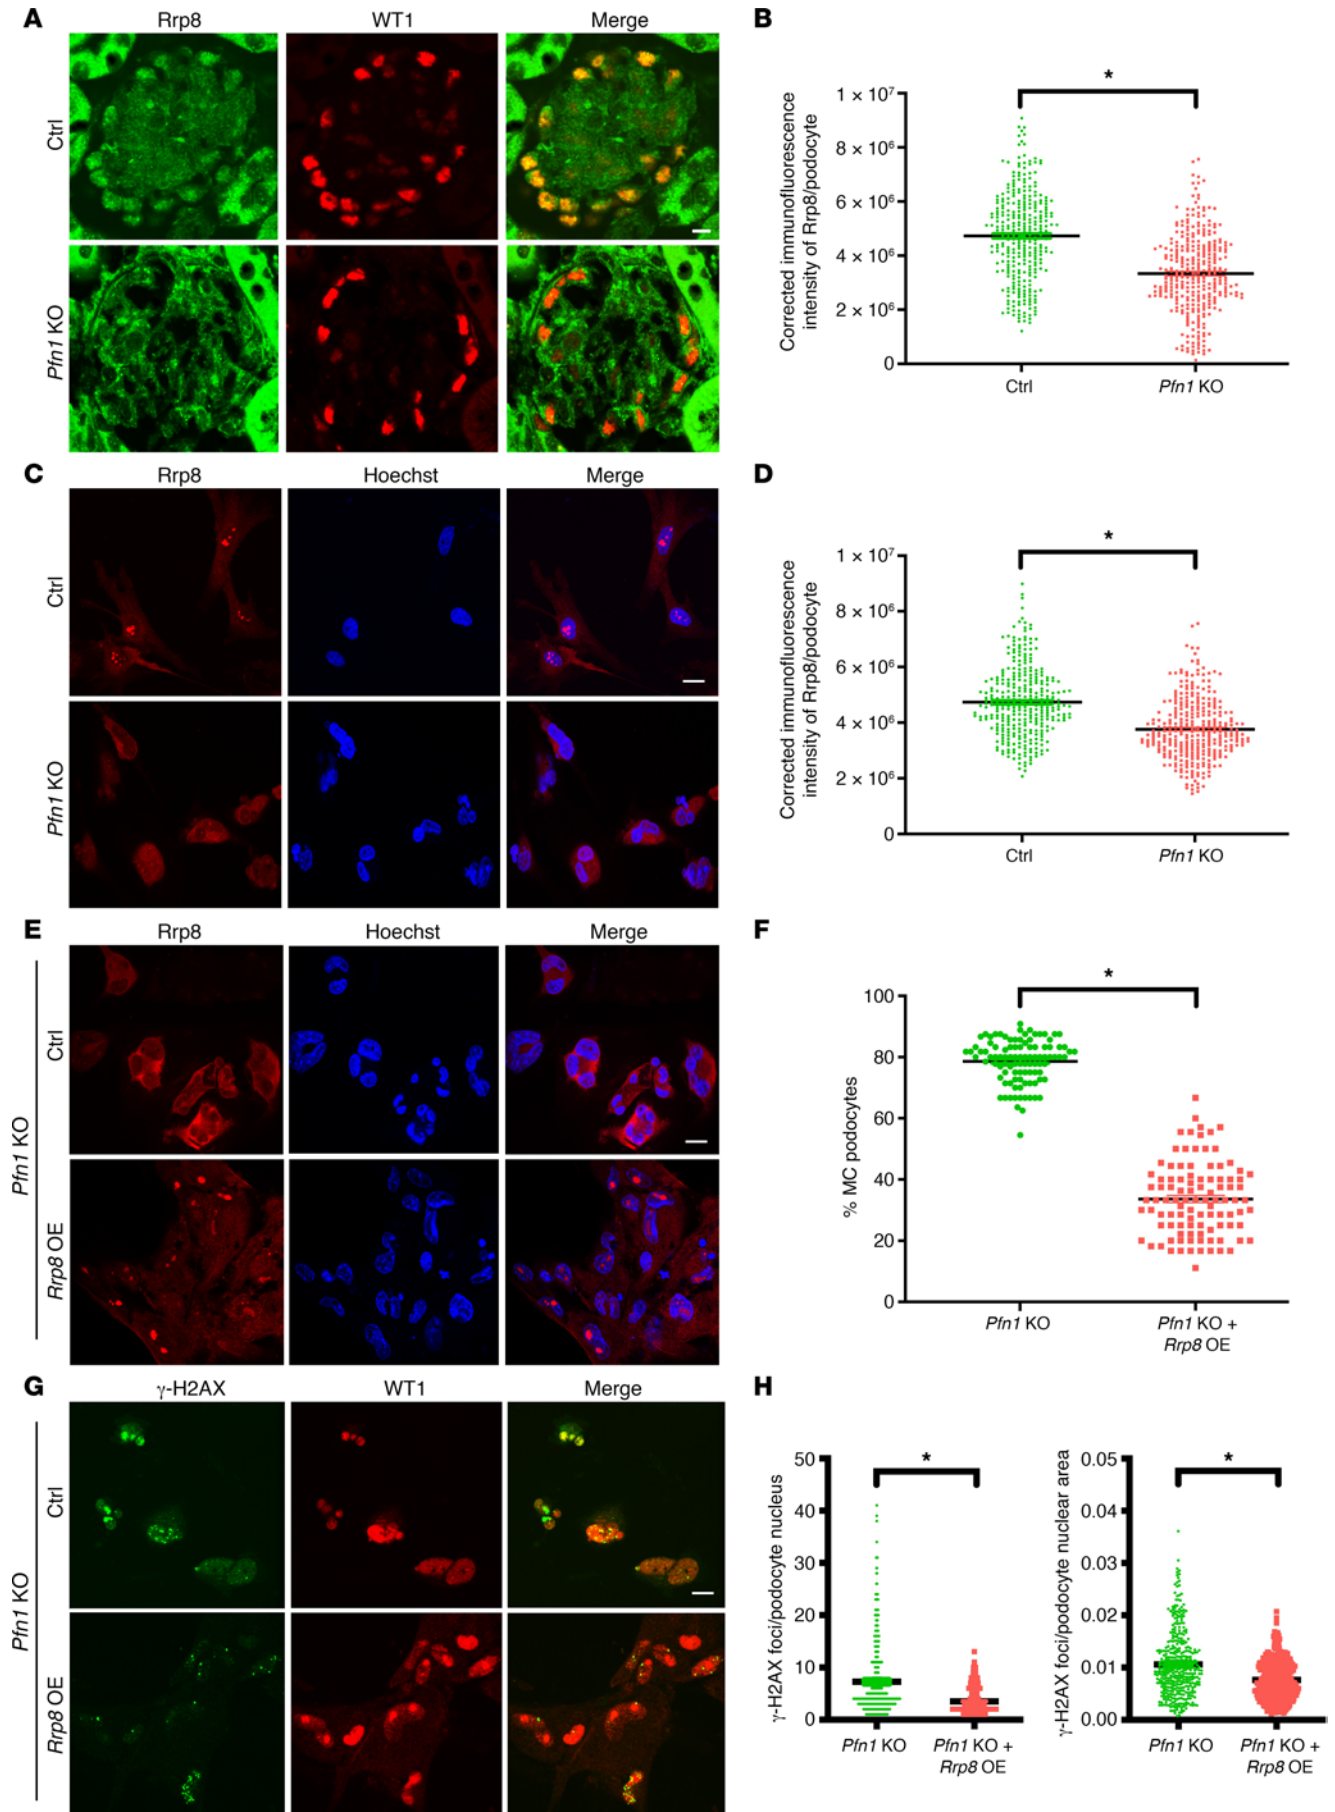 A
Rrp8
WT1
Merge
Ctrl
Pfn1 KO
B
*
Corrected immunofluorescence
intensity of Rrp8/podocyte
1 × 10⁷
8 × 10⁶
6 × 10⁶
4 × 10⁶
2 × 10⁶
0
Ctrl
Pfn1 KO
C
Rrp8
Hoechst
Merge
Ctrl
Pfn1 KO
D
*
Corrected immunofluorescence
intensity of Rrp8/podocyte
1 × 10⁷
8 × 10⁶
6 × 10⁶
4 × 10⁶
2 × 10⁶
0
Ctrl
Pfn1 KO
E
Rrp8
Hoechst
Merge
Pfn1 KO
Ctrl
Rrp8 OE
F
*
% MC podocytes
100
80
60
40
20
0
Pfn1 KO
Pfn1 KO +
Rrp8 OE
G
γ-H2AX
WT1
Merge
Pfn1 KO
Ctrl
Rrp8 OE
H
*
γ-H2AX foci/podocyte nucleus
50
40
30
20
10
0
Pfn1 KO
Pfn1 KO +
Rrp8 OE
*
γ-H2AX foci/podocyte nuclear area
0.05
0.04
0.03
0.02
0.01
0.00
Pfn1 KO
Pfn1 KO +
Rrp8 OE